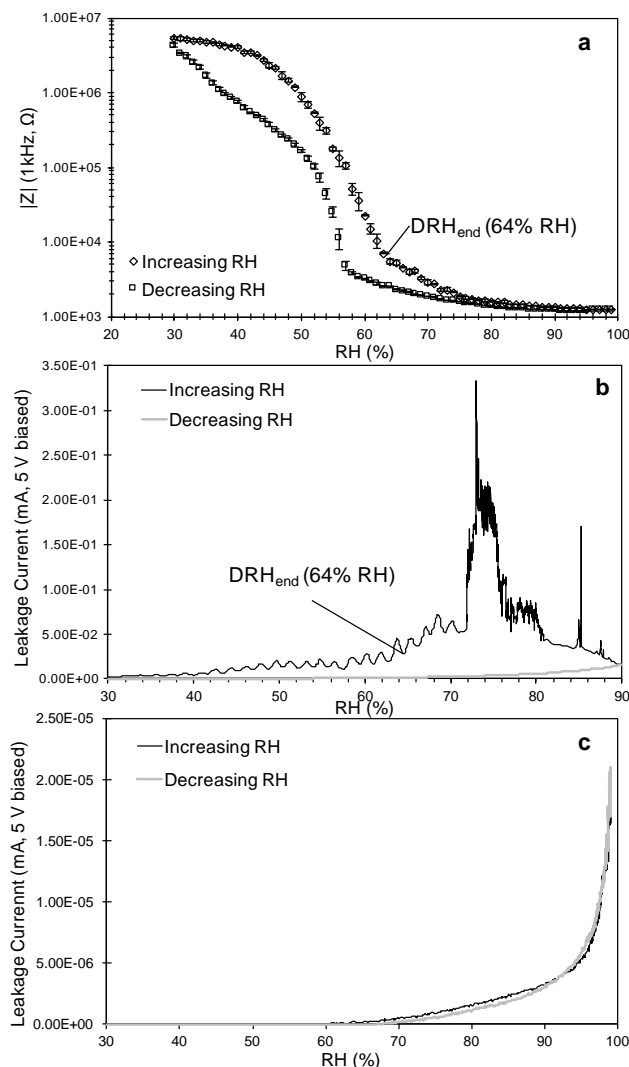 1.00E+07
a
1.00E+06
1.00E+05
1.00E+04
1.00E+03
|Z| (1kHz, Ω)
DRH end (64% RH)
Increasing RH
Decreasing RH
20 30 40 50 60 70 80 90 100
RH (%)
3.50E-01
b
3.00E-01
2.50E-01
2.00E-01
1.50E-01
1.00E-01
5.00E-02
0.00E+00
Leakage Current (mA, 5 V biased)
Increasing RH
Decreasing RH
DRH end (64% RH)
30 40 50 60 70 80 90
RH (%)
2.50E-05
c
2.00E-05
1.50E-05
1.00E-05
5.00E-06
0.00E+00
Leakage Currennt (mA, 5 V biased)
Increasing RH
Decreasing RH
30 40 50 60 70 80 90 100
RH (%)